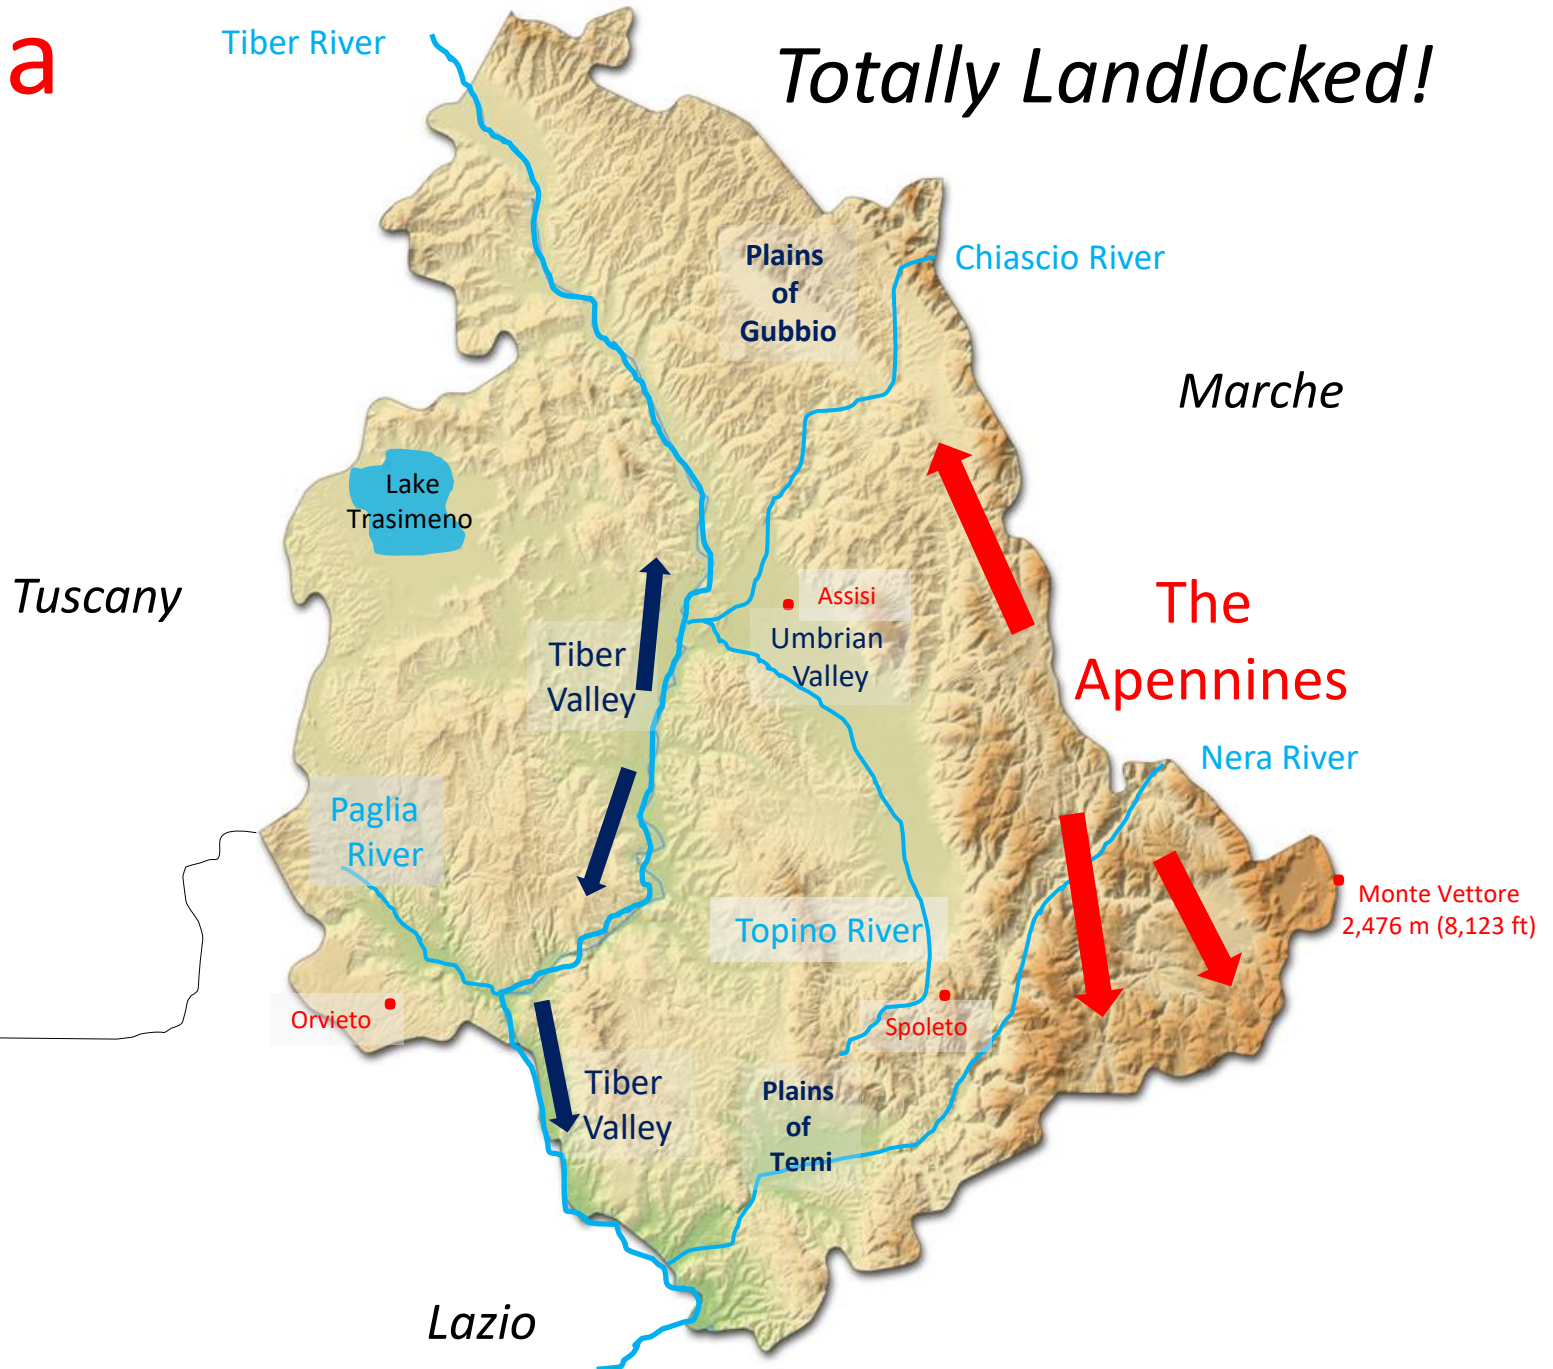 a
Tiber River
Totally Landlocked!
Plains
of
Gubbio
Chiascio River
Marche
Lake
Trasimeno
Tuscany
Assisi
Umbrian
Valley
Tiber
Valley
The
Apennines
Nera River
Paglia
River
Monte Vettore
2,476 m (8,123 ft)
Topino River
Orvieto
Spoleto
Tiber
Valley
Plains
of
Terni
Lazio